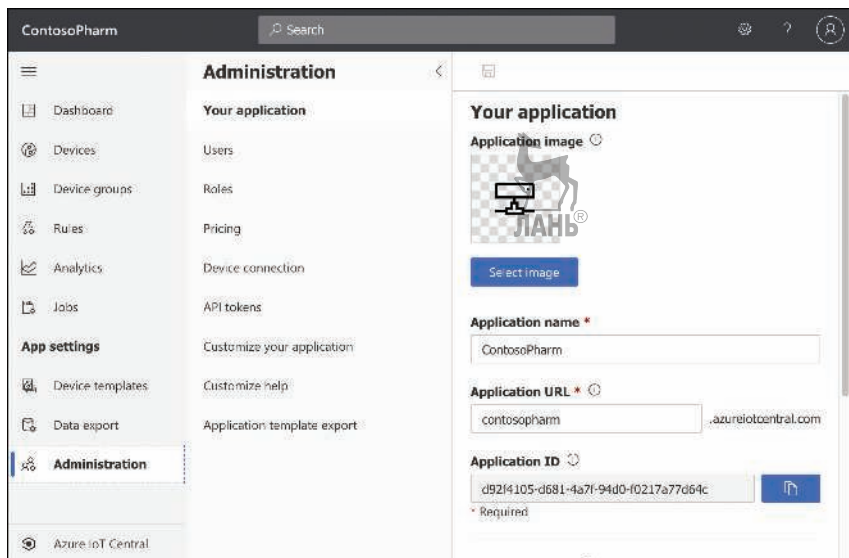 ContosoPharm
Search
?
Dashboard
Devices
Device groups
Rules
Analytics
Jobs
App settings
Device templates
Data export
Administration
Azure IoT Central
Administration
Your application
Users
Roles
Pricing
Device connection
API tokens
Customize your application
Customize help
Application template export
Your application
Application image
ЛАНЬ®
Select image
Application name *
ContosoPharm
Application URL *
contosopharm
.azureiotcentral.com
Application ID
d92f4105-d681-4a7f-94d0-f0217a77d64c
* Required